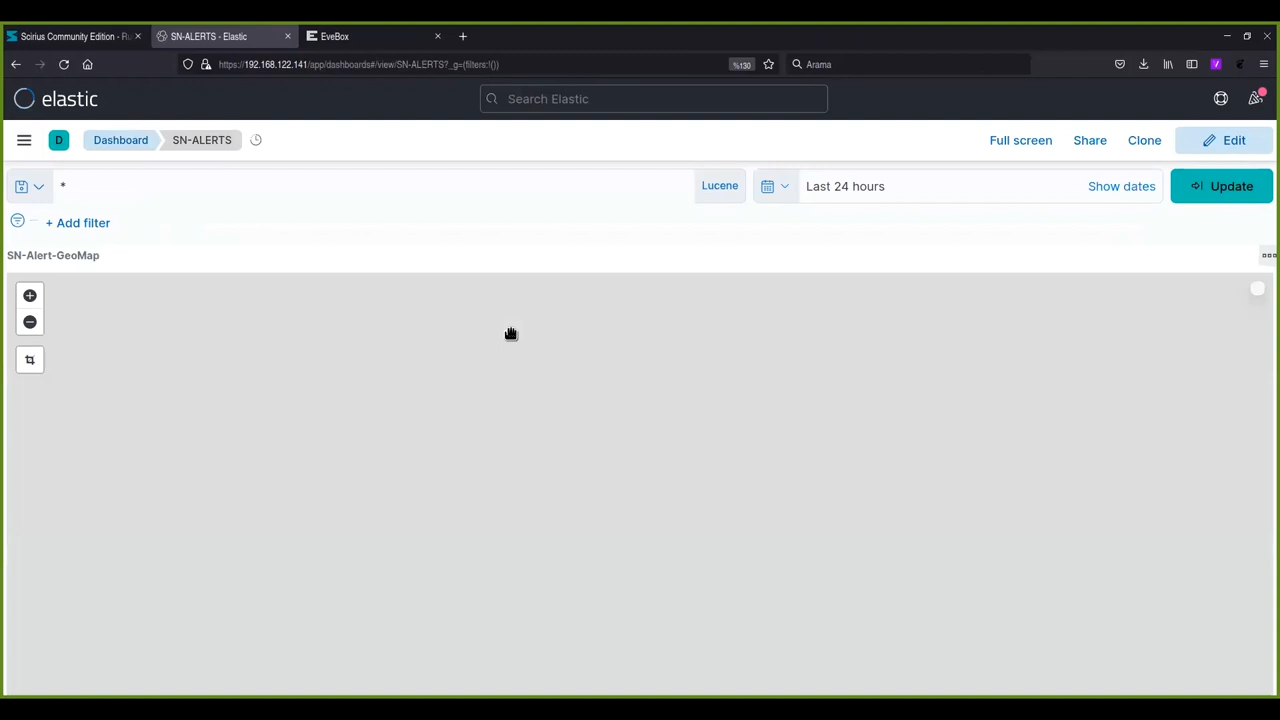 Scirius Community Edition - Ru
SN-ALERTS - Elastic
EveBox
https://192.168.122.141/app/dashboards#/view/SN-ALERTS?_g=(filters:!())
%130
Arama
elastic
Search Elastic
D
Dashboard
SN-ALERTS
Full screen
Share
Clone
Edit
*
Lucene
Last 24 hours
Show dates
Update
+ Add filter
SN-Alert-GeoMap